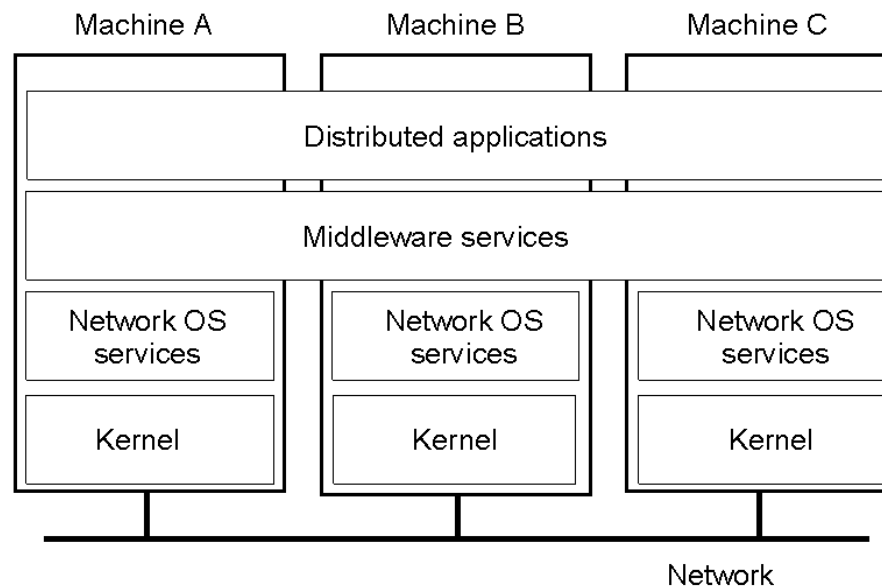 Machine A Machine B Machine C
Distributed applications
Middleware services
Network OS services Network OS services Network OS services
Kernel Kernel Kernel
Network